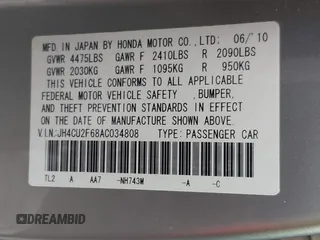 MFD. IN JAPAN BY HONDA MOTOR CO., LTD: 06/'10
GVWR 4475LBS GAWR F 2410LBS R 2090LBS
GVWR 2030KG GAWR F 1095KG R 950KG
THIS VEHICLE CONFORMS TO ALL APPLICABLE
FEDERAL MOTOR VEHICLE SAFETY, BUMPER,
AND THEFT PREVENTION STANDARDS IN EFFECT
ON THE DATE OF MANUFACTURE SHOWN ABOVE.
V.I.N.:JH4CU2F68AC034808 TYPE: PASSENGER CAR
TL2 A AA7 -NH743M -A -C
DREAMBID